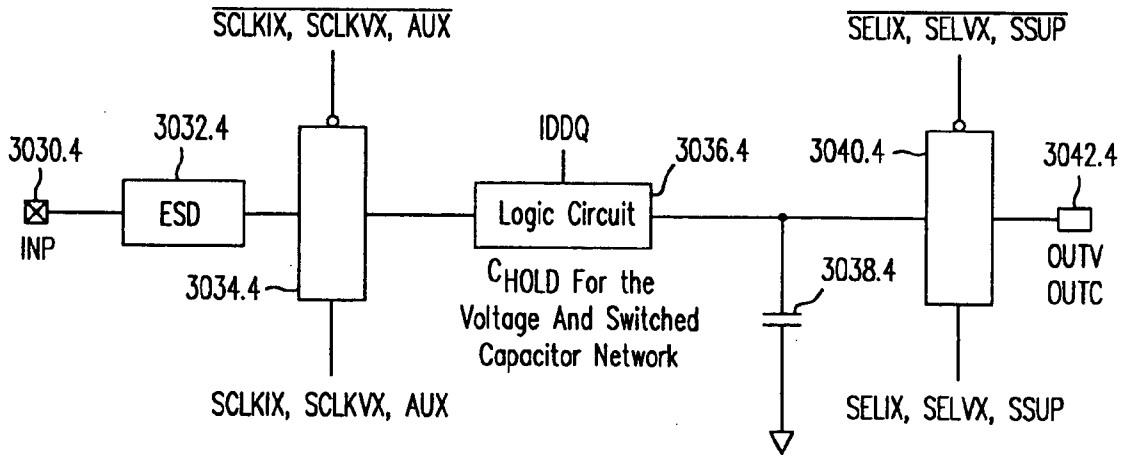 SCLKIX, SCLKVX, AUX
SELIX, SELVX, SSUP
3030.4
3032.4
IDDQ
3036.4
3040.4
3042.4
ESD
Logic Circuit
INP
3034.4
CHOLD For the
Voltage And Switched
Capacitor Network
3038.4
OUTV
OUTC
SCLKIX, SCLKVX, AUX
SELIX, SELVX, SSUP